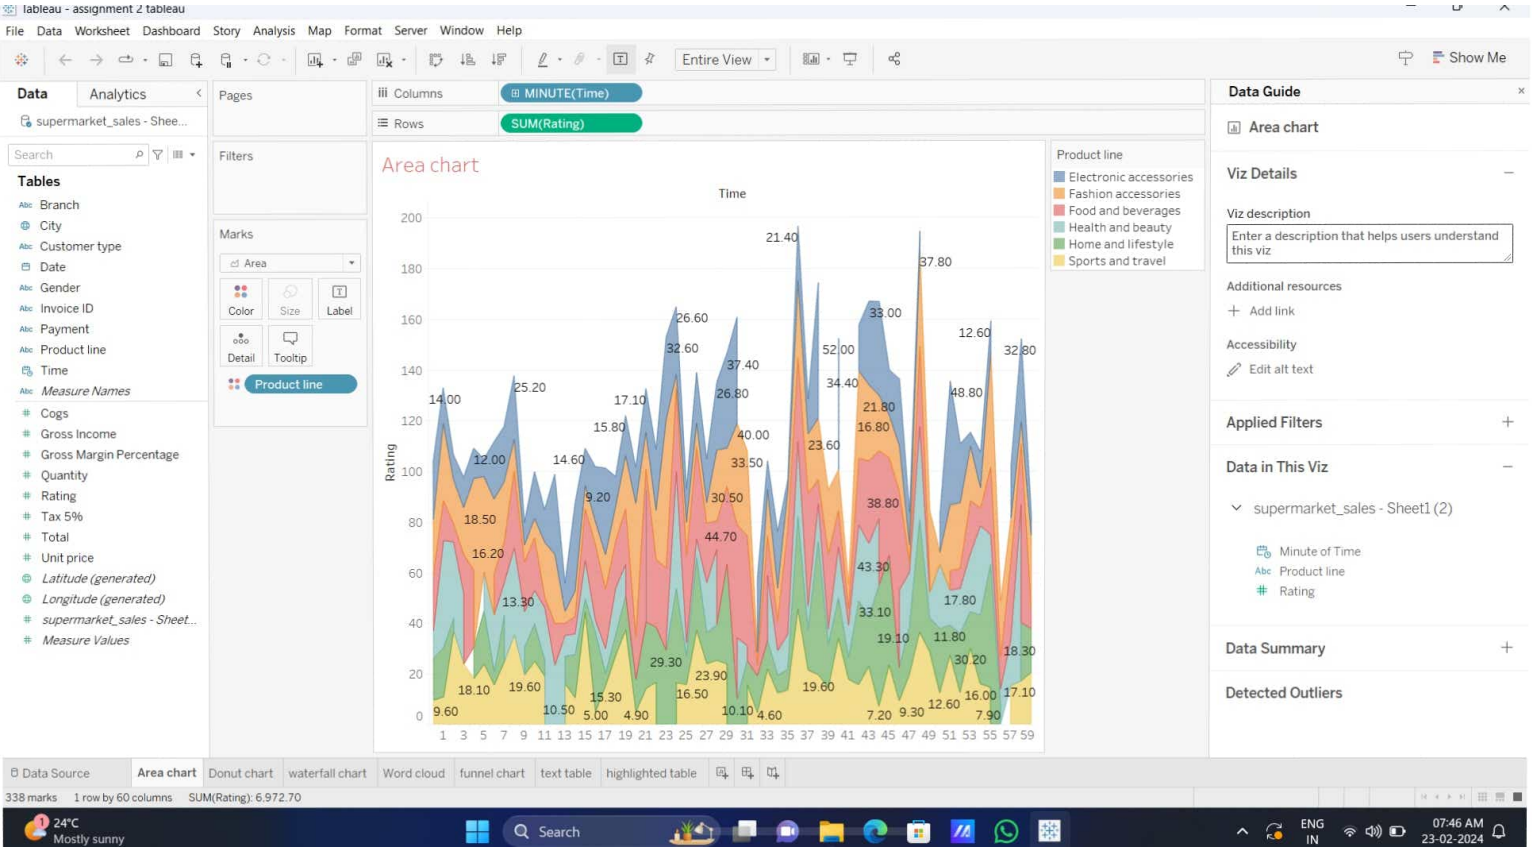 Tableau - assignment 2 tableau
File Data Worksheet Dashboard Story Analysis Map Format Server Window Help
Entire View
Show Me
Data Analytics
supermarket_sales - Shee...
Search
Tables
Abc Branch
City
Abc Customer type
Date
Abc Gender
Abc Invoice ID
Abc Payment
Abc Product line
Time
Abc Measure Names
# Cogs
# Gross Income
# Gross Margin Percentage
# Quantity
# Rating
# Tax 5%
# Total
# Unit price
Latitude (generated)
Longitude (generated)
# supermarket_sales - Sheet...
# Measure Values
Pages
Filters
Marks
Area
Color Size Label
Detail Tooltip
Product line
Columns MINUTE(Time)
Rows SUM(Rating)
Area chart
Time
Rating
200
180
160
140
120
100
80
60
40
20
0
21.40
37.80
26.60
33.00
12.60
32.60
52.00
32.80
37.40
25.20
34.40
26.80
48.80
14.00
17.10
21.80
15.80
16.80
40.00
23.60
12.00
14.60
33.50
9.20
30.50
38.80
18.50
44.70
16.20
43.30
13.30
17.80
33.10
19.10
11.80
29.30
30.20
18.30
23.90
18.10
19.60
19.60
16.50
17.10
15.30
16.00
12.60
9.60
10.50
5.00
4.90
10.10
4.60
7.20
9.30
7.90
1 3 5 7 9 11 13 15 17 19 21 23 25 27 29 31 33 35 37 39 41 43 45 47 49 51 53 55 57 59
Product line
Electronic accessories
Fashion accessories
Food and beverages
Health and beauty
Home and lifestyle
Sports and travel
Data Guide
Area chart
Viz Details
Viz description
Enter a description that helps users understand
this viz
Additional resources
Add link
Accessibility
Edit alt text
Applied Filters
Data in This Viz
supermarket_sales - Sheet1 (2)
Minute of Time
Abc Product line
# Rating
Data Summary
Detected Outliers
Data Source Area chart Donut chart waterfall chart Word cloud funnel chart text table highlighted table
338 marks 1 row by 60 columns SUM(Rating): 6,972.70
1
24°C
Mostly sunny
Search
ENG
IN
07:46 AM
23-02-2024